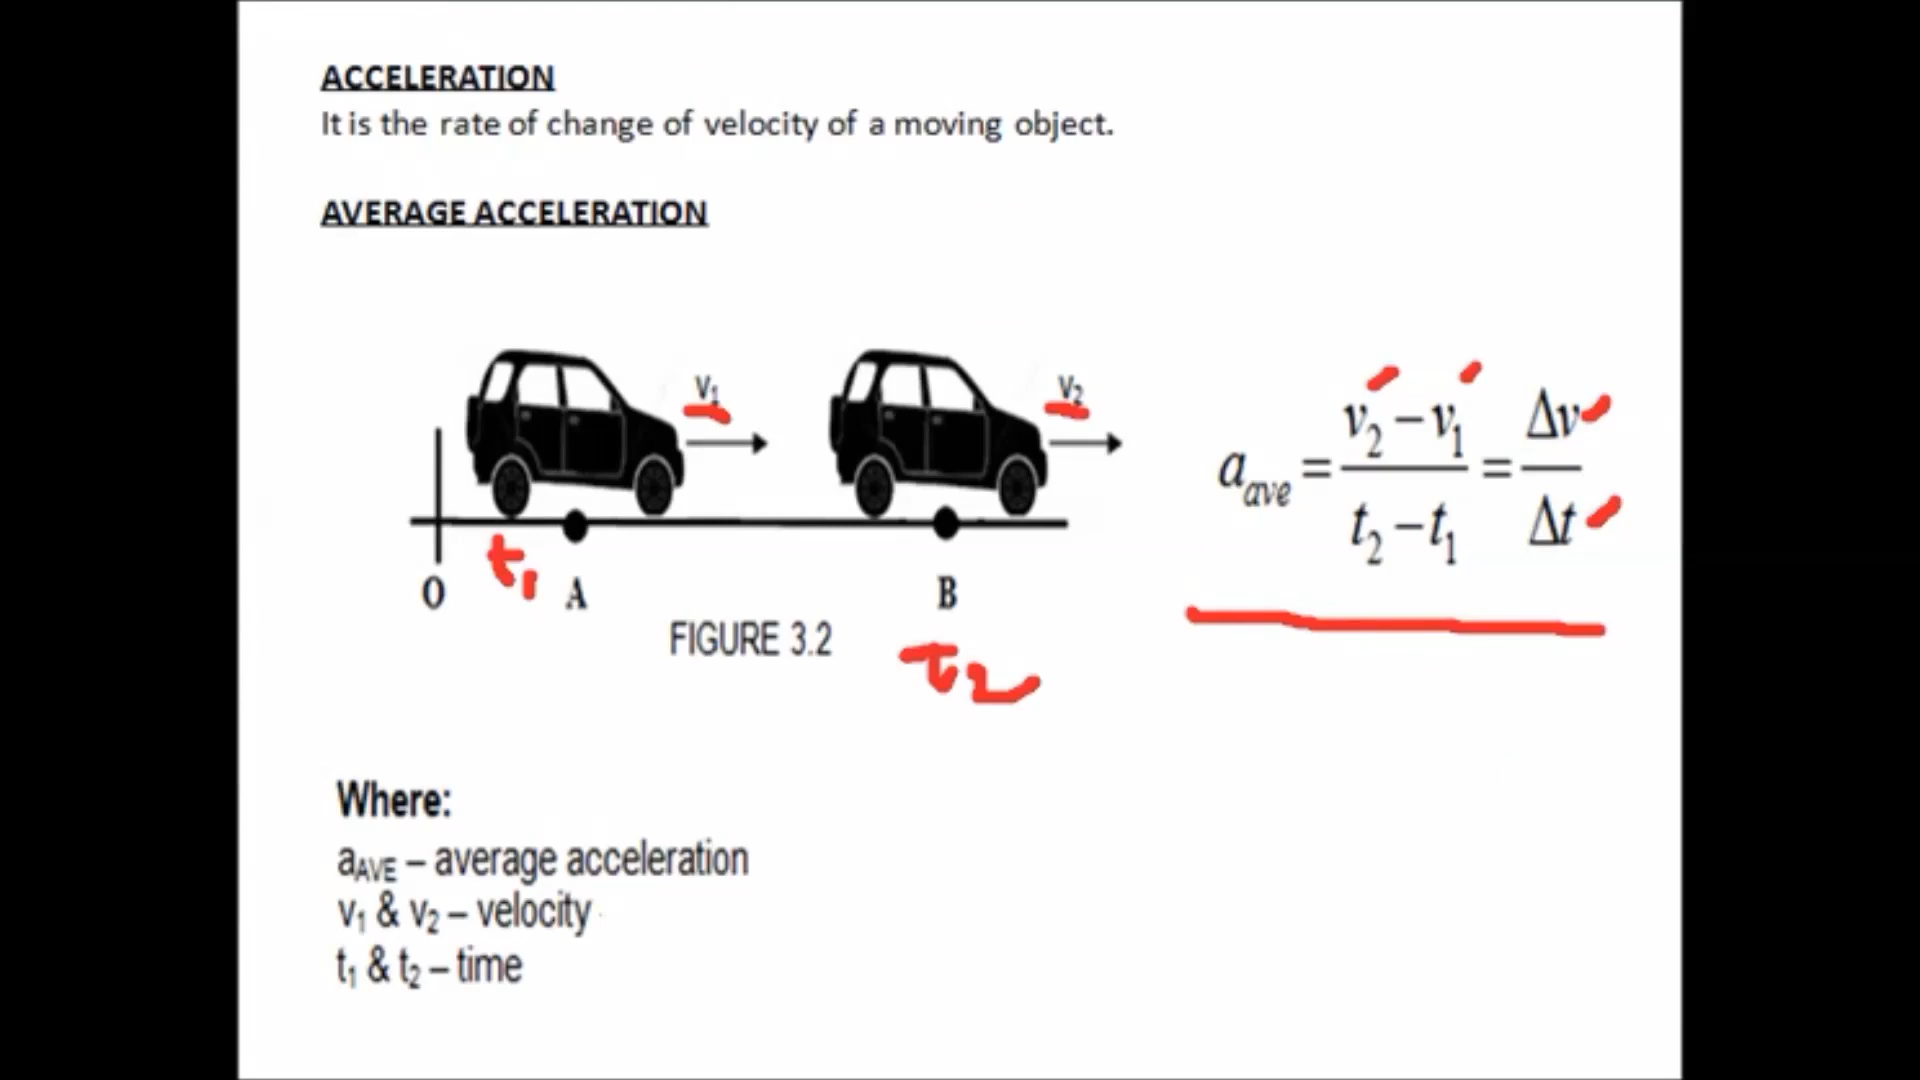 ACCELERATION
It is the rate of change of velocity of a moving object.
AVERAGE ACCELERATION
v₁
v₂
a_ave = (v₂ − v₁)/(t₂ − t₁) = Δv/Δt
t₁
O A B
FIGURE 3.2
t₂
Where:
a_AVE – average acceleration
v₁ & v₂ – velocity
t₁ & t₂ – time